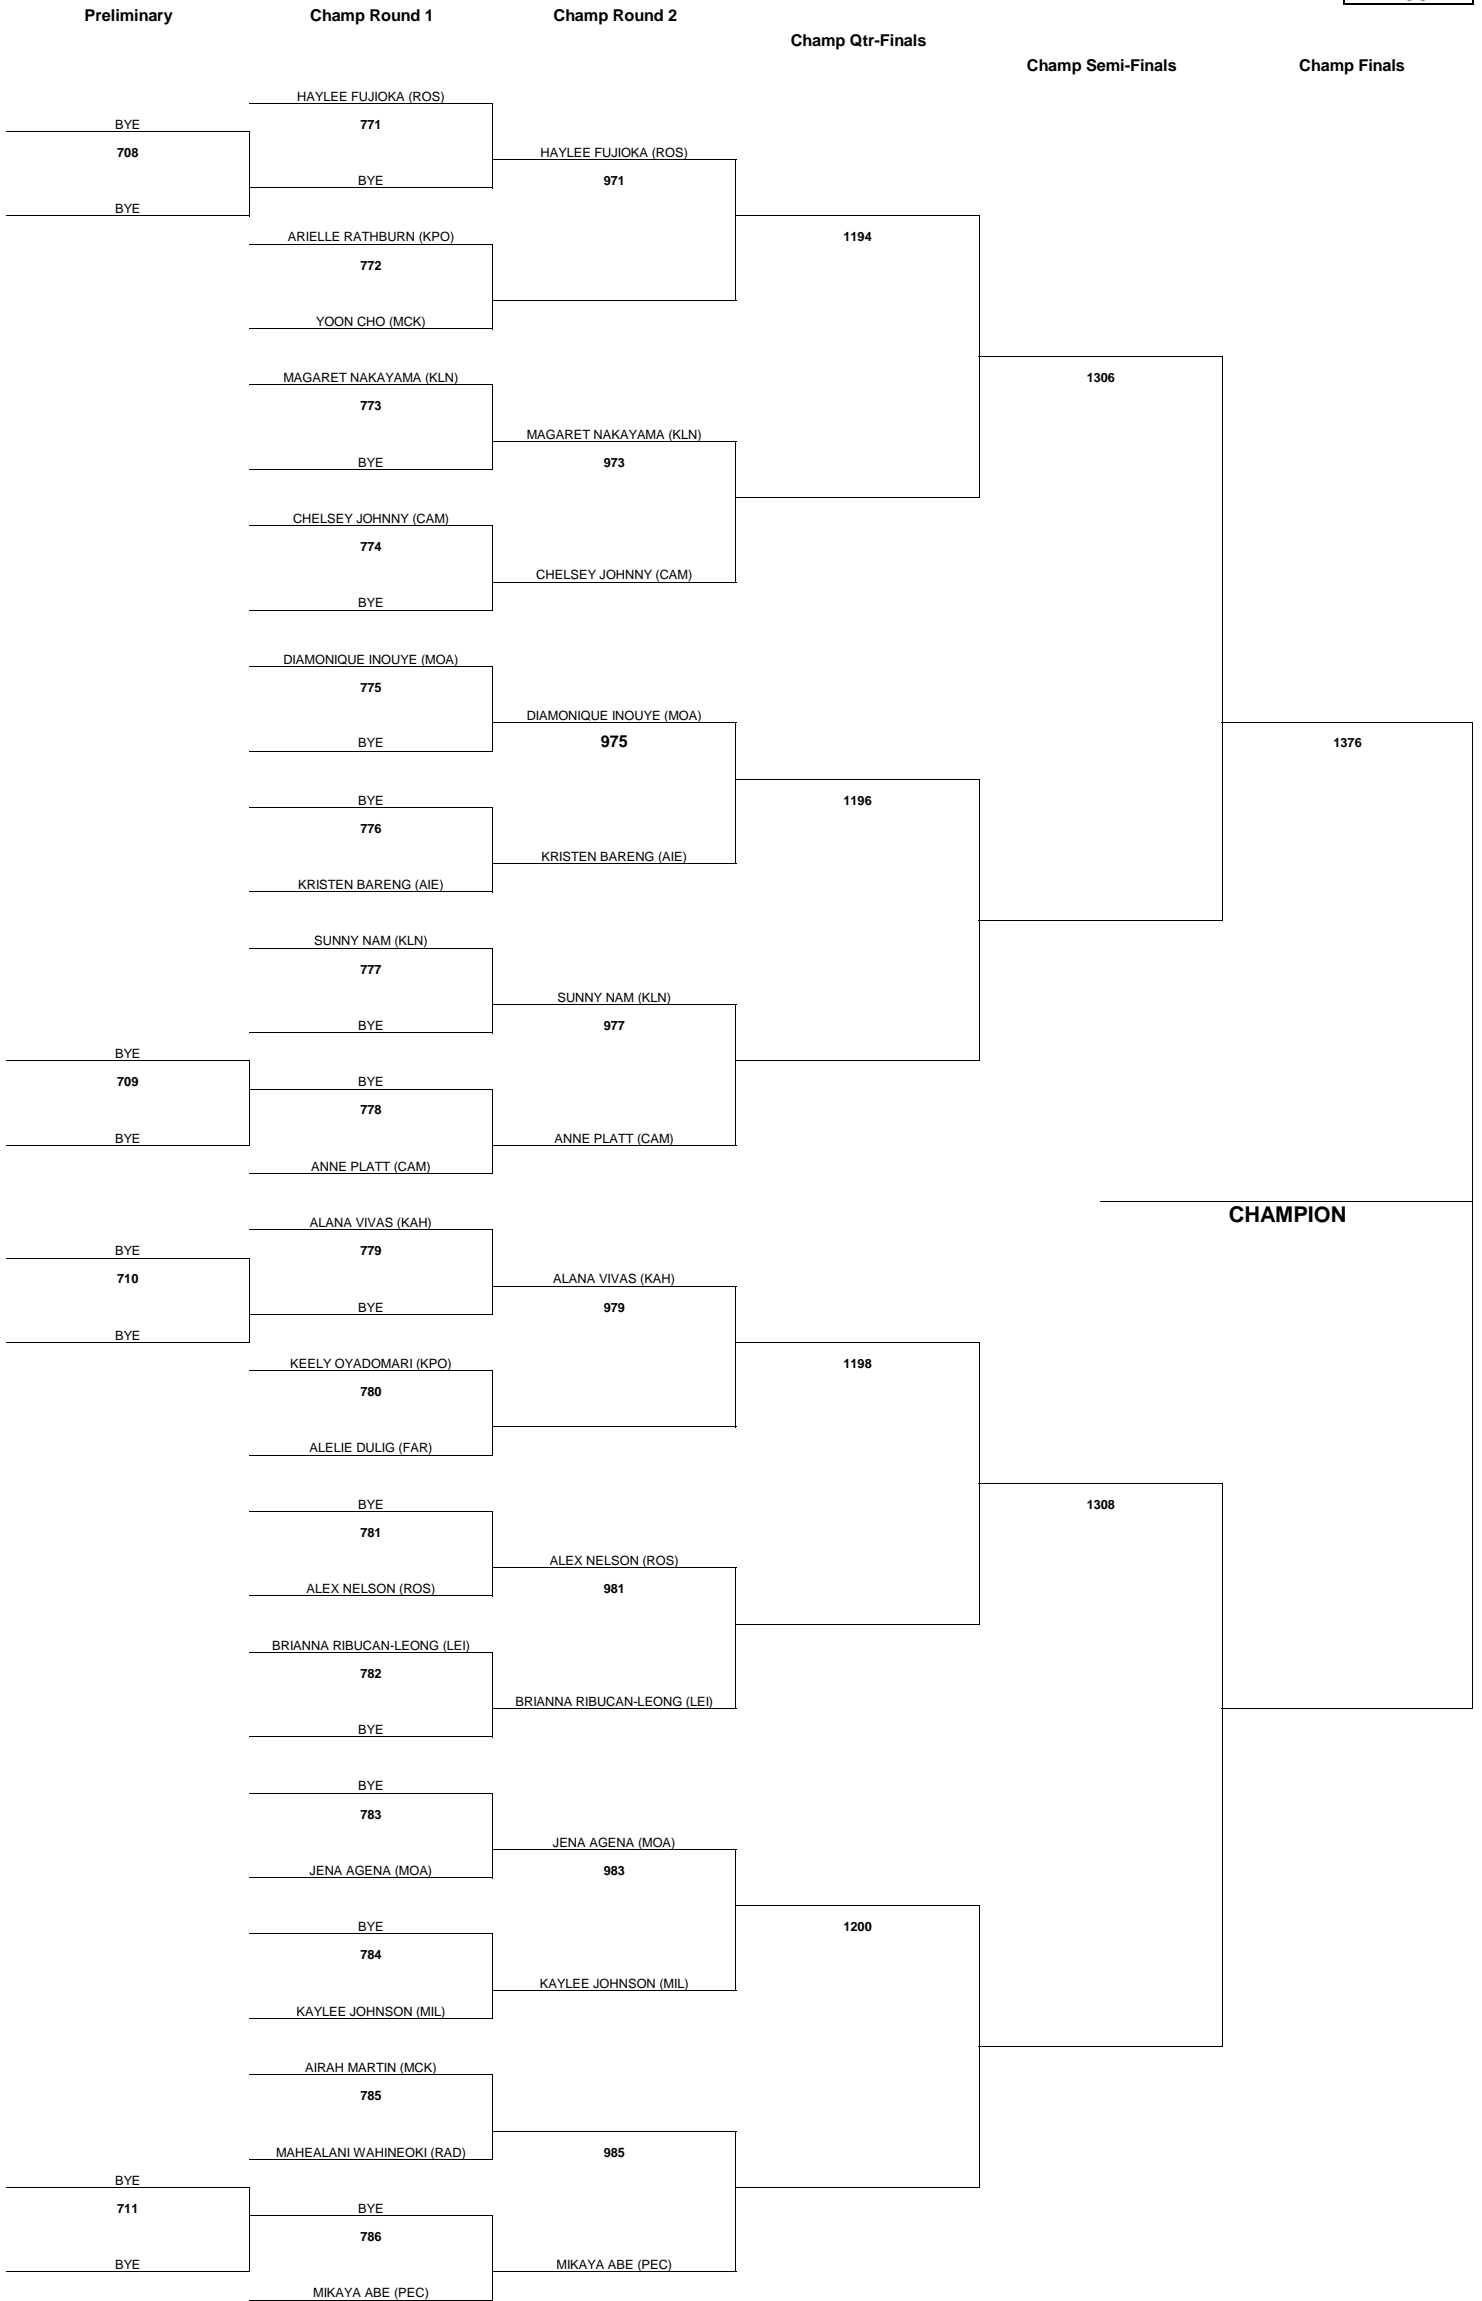 Preliminary
Champ Round 1
Champ Round 2
Champ Qtr-Finals
Champ Semi-Finals
Champ Finals
HAYLEE FUJIOKA (ROS)
BYE
771
708
HAYLEE FUJIOKA (ROS)
BYE
971
BYE
ARIELLE RATHBURN (KPO)
1194
772
YOON CHO (MCK)
MAGARET NAKAYAMA (KLN)
1306
773
MAGARET NAKAYAMA (KLN)
BYE
973
CHELSEY JOHNNY (CAM)
774
CHELSEY JOHNNY (CAM)
BYE
DIAMONIQUE INOUYE (MOA)
775
DIAMONIQUE INOUYE (MOA)
BYE
975
1376
BYE
1196
776
KRISTEN BARENG (AIE)
KRISTEN BARENG (AIE)
SUNNY NAM (KLN)
777
SUNNY NAM (KLN)
BYE
977
BYE
709
BYE
778
BYE
ANNE PLATT (CAM)
ANNE PLATT (CAM)
CHAMPION
ALANA VIVAS (KAH)
BYE
779
710
ALANA VIVAS (KAH)
BYE
979
BYE
KEELY OYADOMARI (KPO)
1198
780
ALELIE DULIG (FAR)
BYE
1308
781
ALEX NELSON (ROS)
ALEX NELSON (ROS)
981
BRIANNA RIBUCAN-LEONG (LEI)
782
BRIANNA RIBUCAN-LEONG (LEI)
BYE
BYE
783
JENA AGENA (MOA)
JENA AGENA (MOA)
983
BYE
1200
784
KAYLEE JOHNSON (MIL)
KAYLEE JOHNSON (MIL)
AIRAH MARTIN (MCK)
785
MAHEALANI WAHINEOKI (RAD)
985
BYE
711
BYE
786
BYE
MIKAYA ABE (PEC)
MIKAYA ABE (PEC)